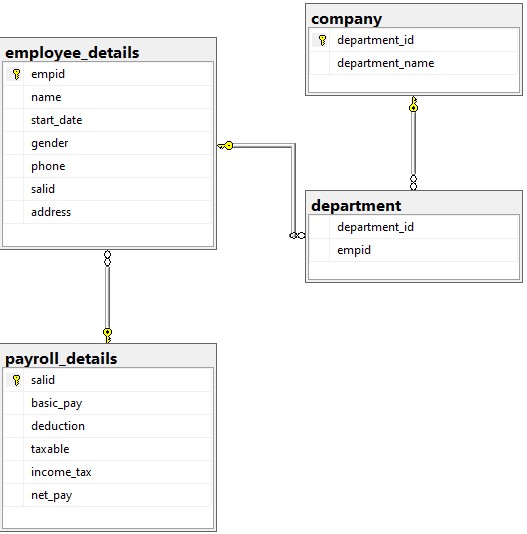 employee_details
empid
name
start_date
gender
phone
salid
address
company
department_id
department_name
department
department_id
empid
payroll_details
salid
basic_pay
deduction
taxable
income_tax
net_pay